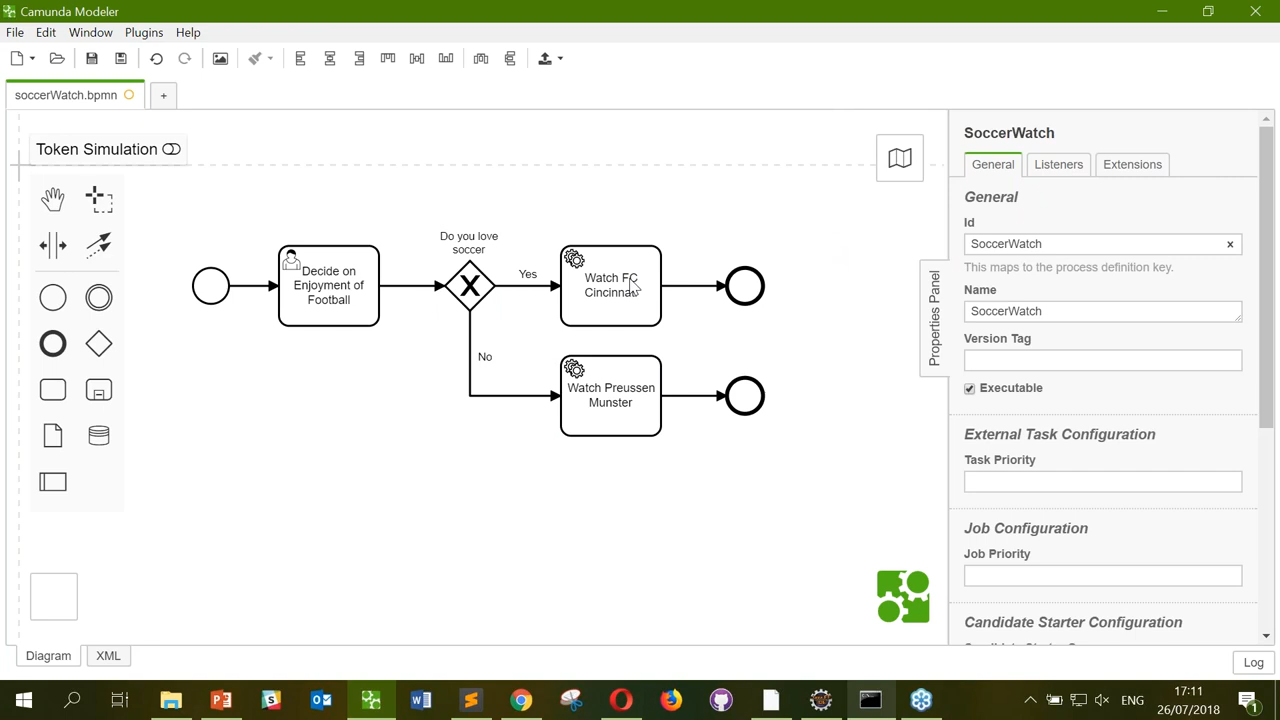 Camunda Modeler
File Edit Window Plugins Help
soccerWatch.bpmn
+
Token Simulation
Do you love
soccer
Decide on
Enjoyment of
Football
X
Yes
Watch FC
Cincinnati
No
Watch Preussen
Munster
Properties Panel
SoccerWatch
General Listeners Extensions
General
Id
SoccerWatch ×
This maps to the process definition key.
Name
SoccerWatch
Version Tag
Executable
External Task Configuration
Task Priority
Job Configuration
Job Priority
Candidate Starter Configuration
Diagram XML
Log
ENG
17:11
26/07/2018
1